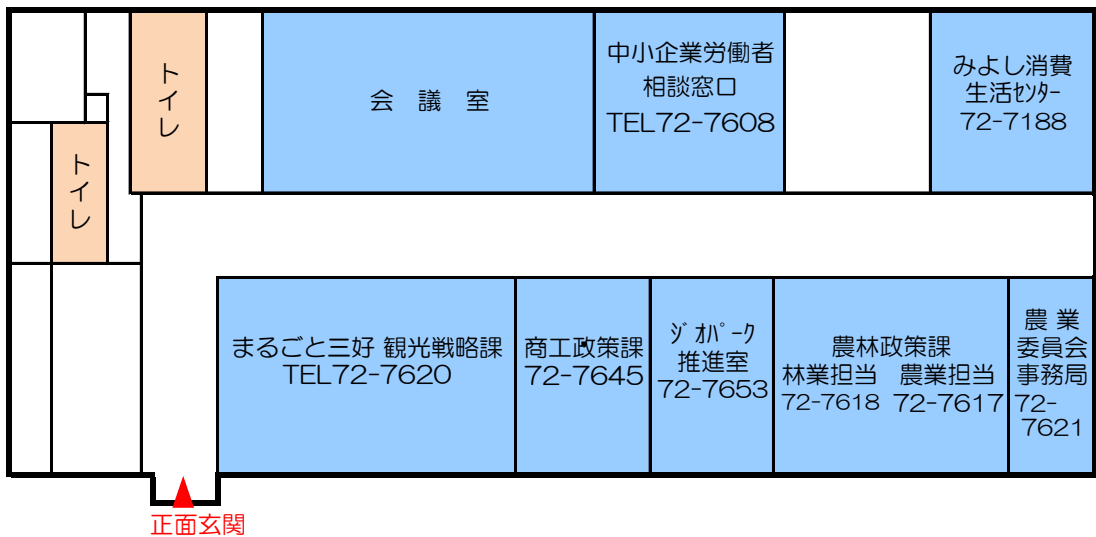 トイレ
会 議 室
中小企業労働者
相談窓口
TEL72-7608
みよし消費
生活ｾﾝﾀｰ
72-7188
トイレ
まるごと三好 観光戦略課
TEL72-7620
商工政策課
72-7645
ｼﾞｵﾊﾟｰｸ
推進室
72-7653
農林政策課
林業担当 農業担当
72-7618 72-7617
農 業
委員会
事務局
72-
7621
正面玄関